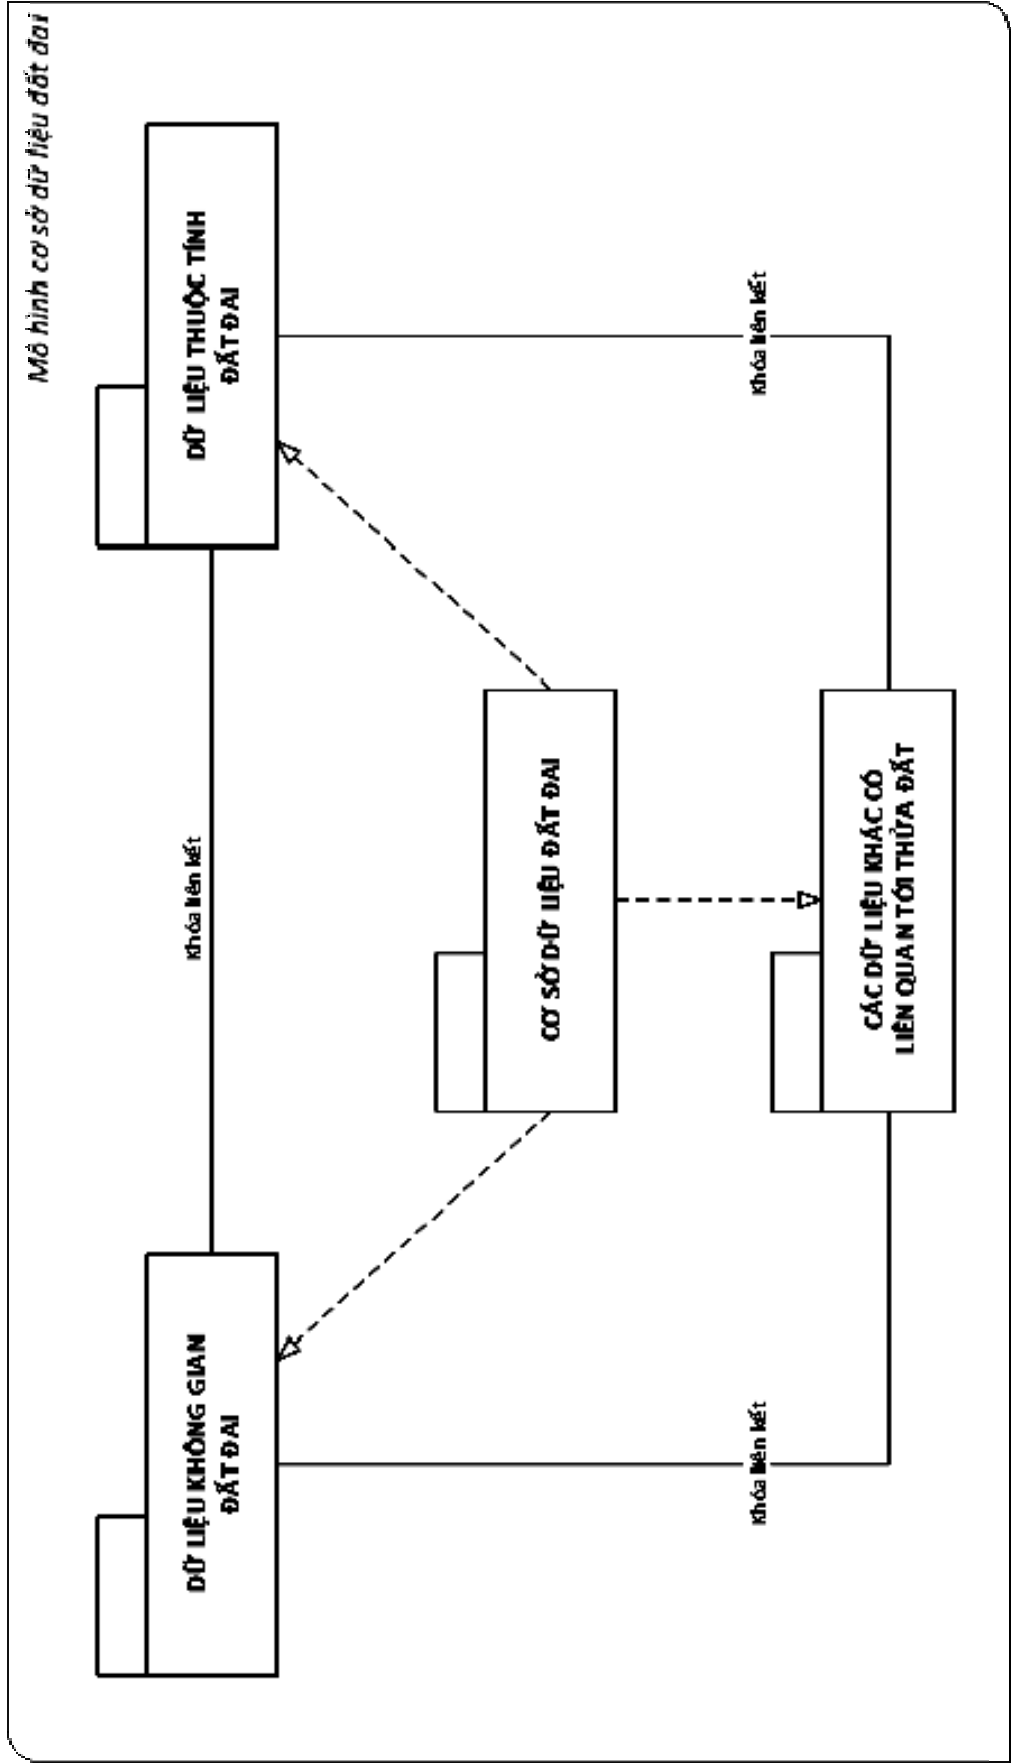 Mô hình cơ sở dữ liệu đất đai
DỮ LIỆU KHÔNG GIAN
ĐẤT ĐAI
Khóa liên kết
DỮ LIỆU THUỘC TÍNH
ĐẤT ĐAI
CƠ SỞ DỮ LIỆU ĐẤT ĐAI
Khóa liên kết
Khóa liên kết
CÁC DỮ LIỆU KHÁC CÓ
LIÊN QUAN TỚI THỬA ĐẤT